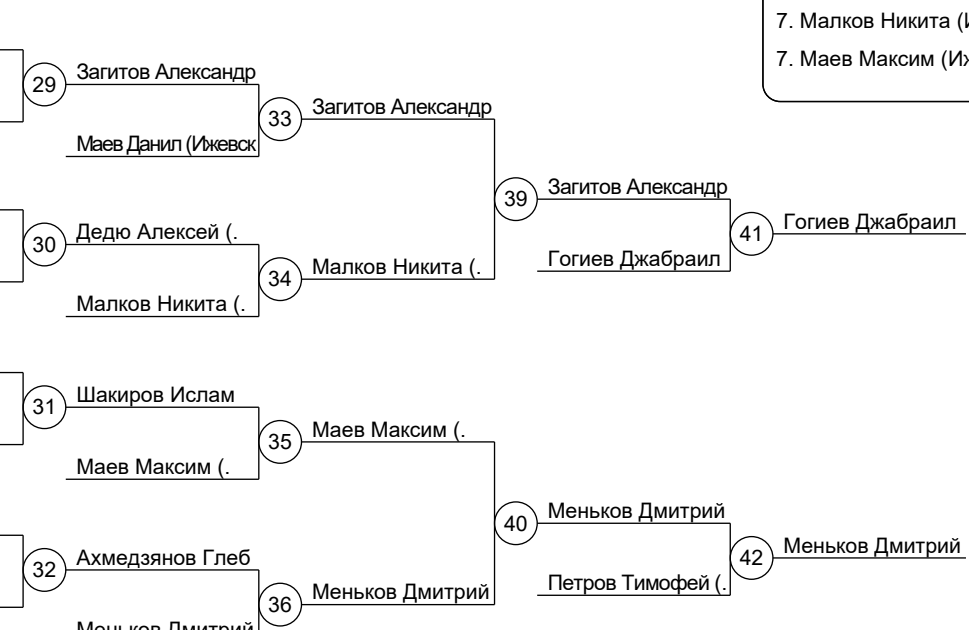 7. Малков Никита (И
7. Маев Максим (Иж
29
Загитов Александр
33
Загитов Александр
Маев Данил (Ижевск
39
Загитов Александр
30
Дедю Алексей (.
41
Гогиев Джабраил
Гогиев Джабраил
34
Малков Никита (.
Малков Никита (.
31
Шакиров Ислам
35
Маев Максим (.
Маев Максим (.
40
Меньков Дмитрий
42
Меньков Дмитрий
32
Ахмедзянов Глеб
Петров Тимофей (.
36
Меньков Дмитрий
Меньков Дмитрий